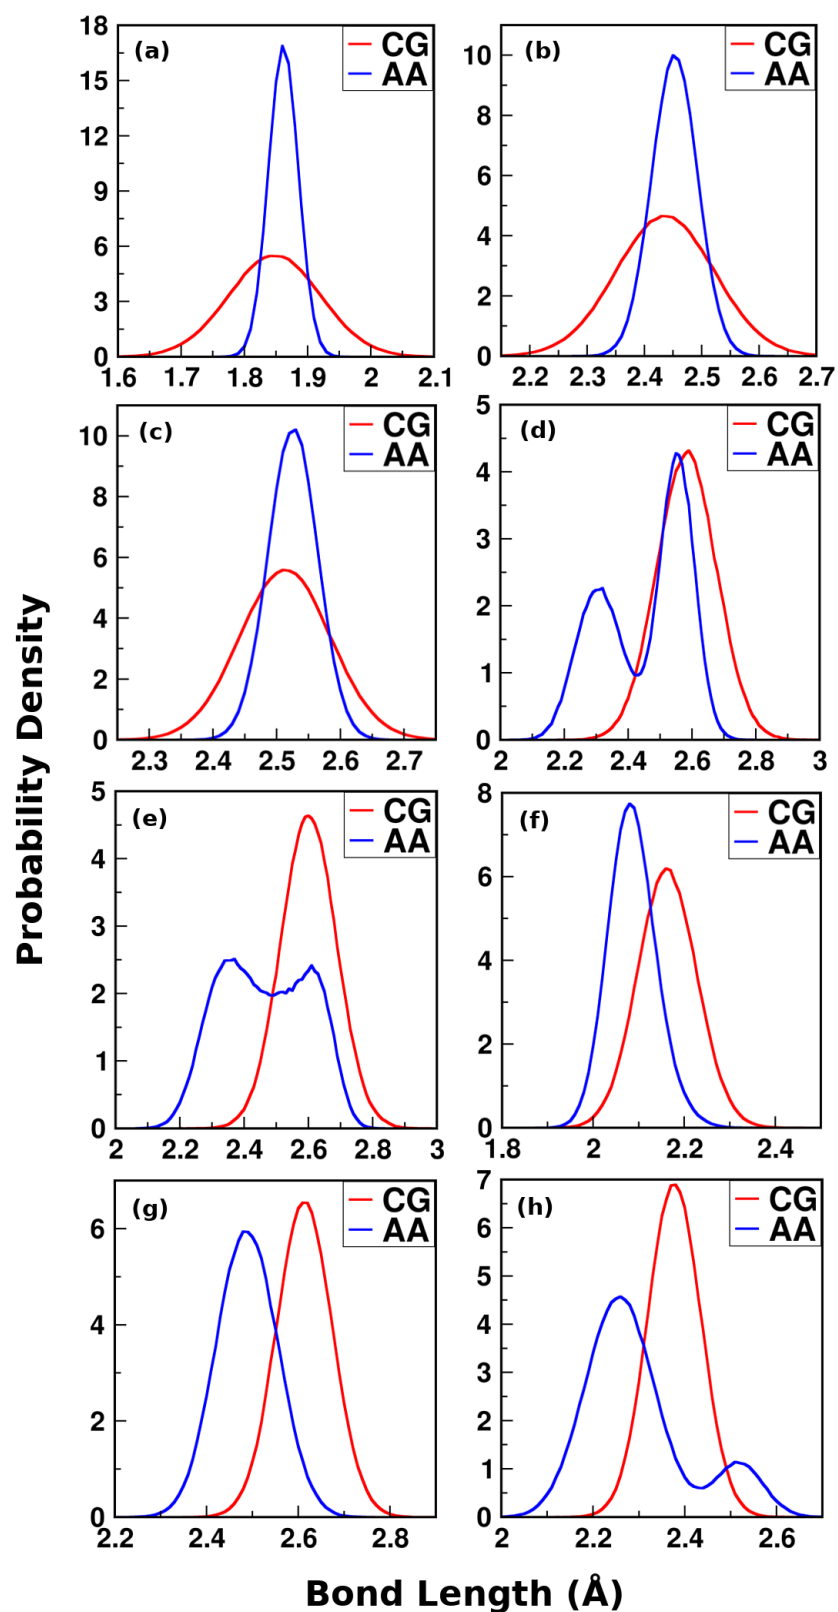 Probability Density
(a)
CG
AA
18
15
12
9
6
3
0
1.6 1.7 1.8 1.9 2 2.1
(b)
CG
AA
10
8
6
4
2
0
2.2 2.3 2.4 2.5 2.6 2.7
(c)
CG
AA
10
8
6
4
2
0
2.3 2.4 2.5 2.6 2.7
(d)
CG
AA
5
4
3
2
1
0
2 2.2 2.4 2.6 2.8 3
(e)
CG
AA
5
4
3
2
1
0
2 2.2 2.4 2.6 2.8 3
(f)
CG
AA
8
6
4
2
0
1.8 2 2.2 2.4
(g)
CG
AA
6
4
2
0
2.2 2.4 2.6 2.8
(h)
CG
AA
7
6
5
4
3
2
1
0
2 2.2 2.4 2.6
Bond Length (Å)